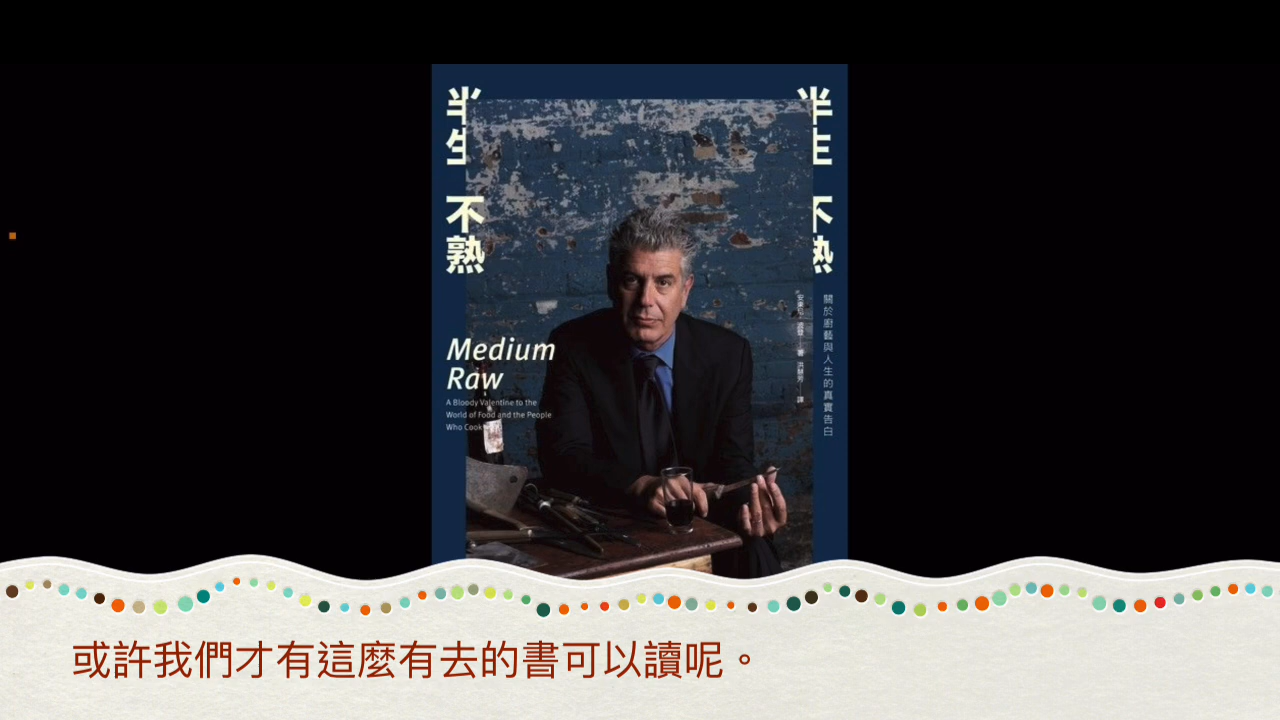 半生 不熟
半生 不熟
Medium
Raw
A Bloody Valentine to the
World of Food and the People
Who Cook
關於廚藝與人生的真實告白
著
譯
或許我們才有這麼有去的書可以讀呢。